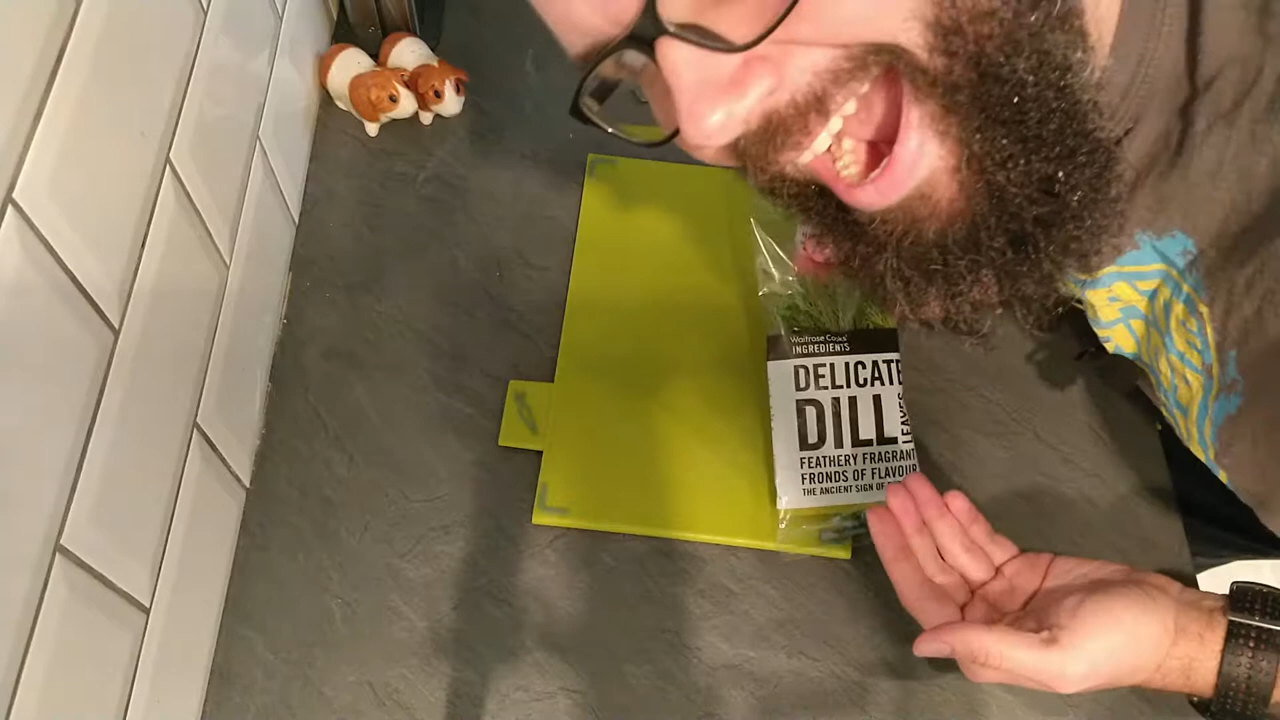 Waitrose Cooks'
INGREDIENTS
DELICATE
DILL
LEAVES
FEATHERY FRAGRANT
FRONDS OF FLAVOUR
THE ANCIENT SIGN OF